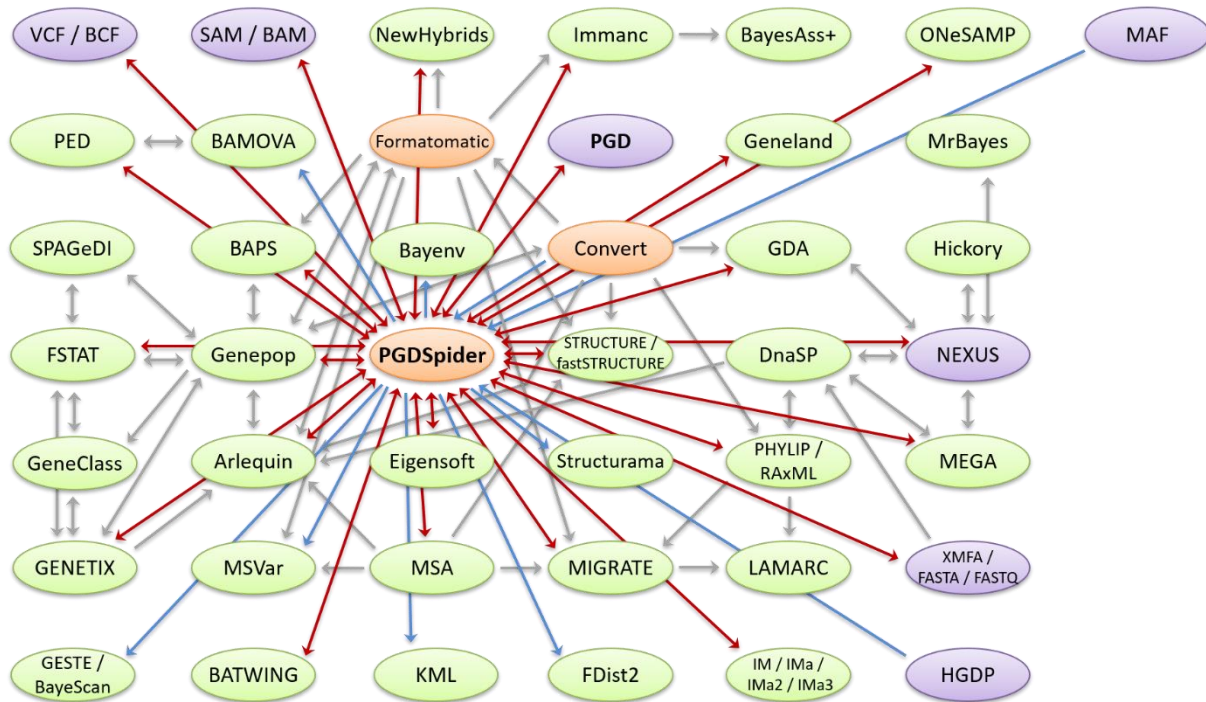 VCF / BCF
SAM / BAM
NewHybrids
Immanc
BayesAss+
ONeSAMP
MAF
PED
BAMOVA
Formatomatic
PGD
Geneland
MrBayes
SPAGeDI
BAPS
Bayenv
Convert
GDA
Hickory
FSTAT
Genepop
PGDSpider
STRUCTURE /
fastSTRUCTURE
DnaSP
NEXUS
GeneClass
Arlequin
Eigensoft
Structurama
PHYLIP /
RAxML
MEGA
GENETIX
MSVar
MSA
MIGRATE
LAMARC
XMFA /
FASTA / FASTQ
GESTE /
BayeScan
BATWING
KML
FDist2
IM / IMa /
IMa2 / IMa3
HGDP